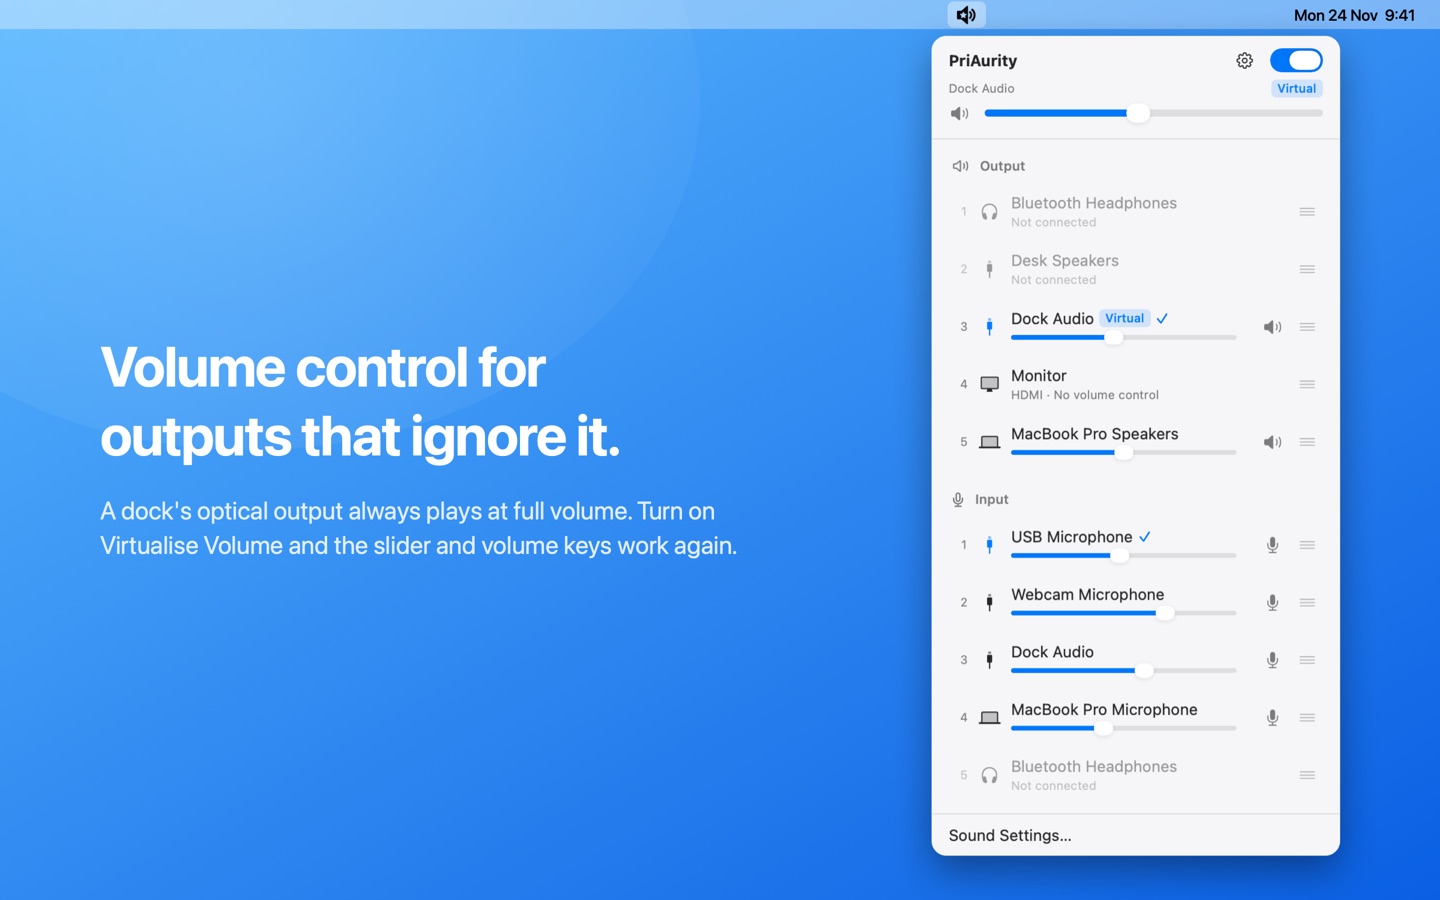 Mon 24 Nov 9:41
Volume control for
outputs that ignore it.
A dock's optical output always plays at full volume. Turn on
Virtualise Volume and the slider and volume keys work again.
PriAurity
Dock Audio
Virtual
Output
1
Bluetooth Headphones
Not connected
2
Desk Speakers
Not connected
3
Dock Audio Virtual
4
Monitor
HDMI · No volume control
5
MacBook Pro Speakers
Input
1
USB Microphone
2
Webcam Microphone
3
Dock Audio
4
MacBook Pro Microphone
5
Bluetooth Headphones
Not connected
Sound Settings...